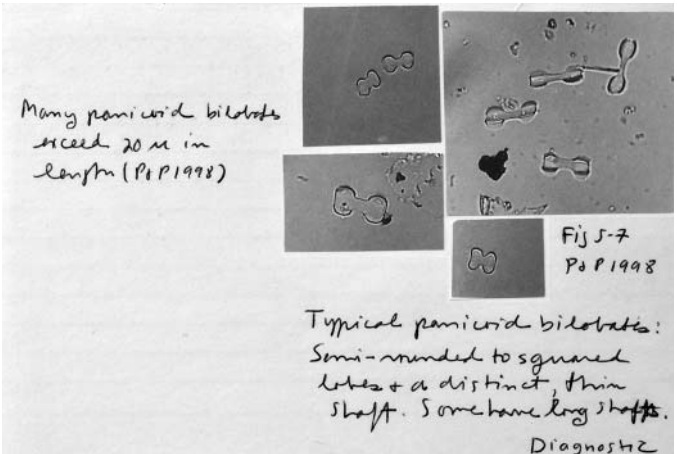 Many panicoid bilobates
exceed 20 u in
length (P&P 1998)
Fig 5-7
P&P 1998
Typical panicoid bilobates:
Semi-rounded to squared
lobes & a distinct, thin
shaft. Some have long shafts.
Diagnostic